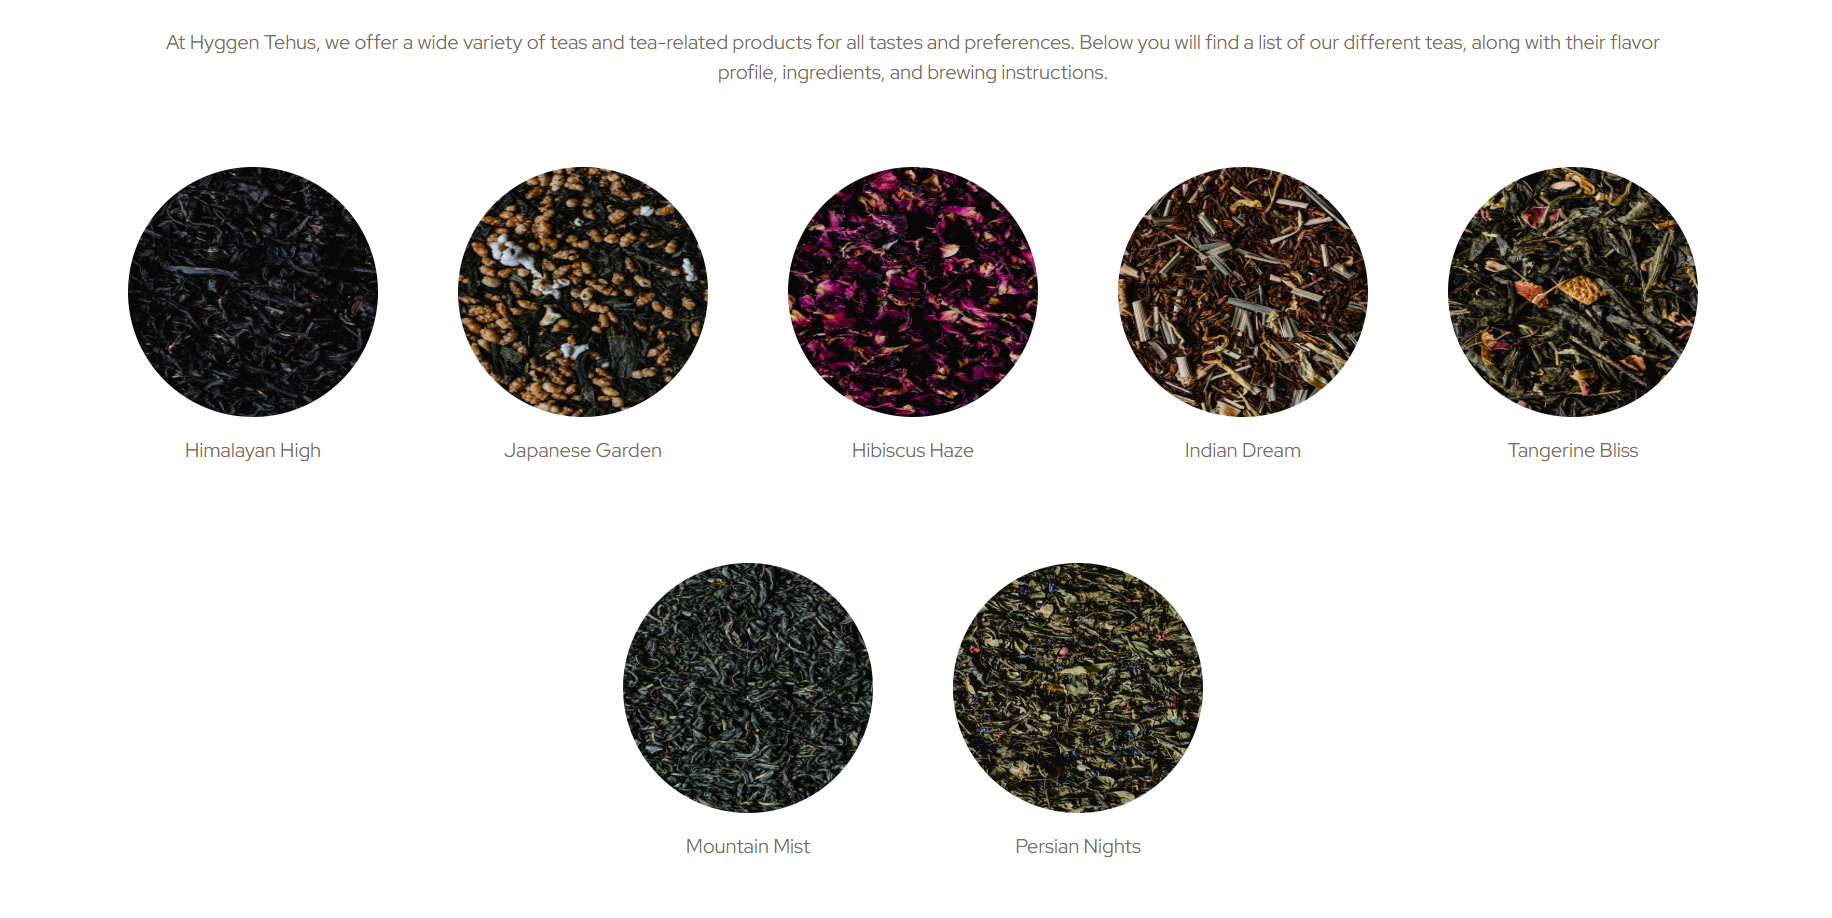 At Hyggen Tehus, we offer a wide variety of teas and tea-related products for all tastes and preferences. Below you will find a list of our different teas, along with their flavor
profile, ingredients, and brewing instructions.
Himalayan High
Japanese Garden
Hibiscus Haze
Indian Dream
Tangerine Bliss
Mountain Mist
Persian Nights